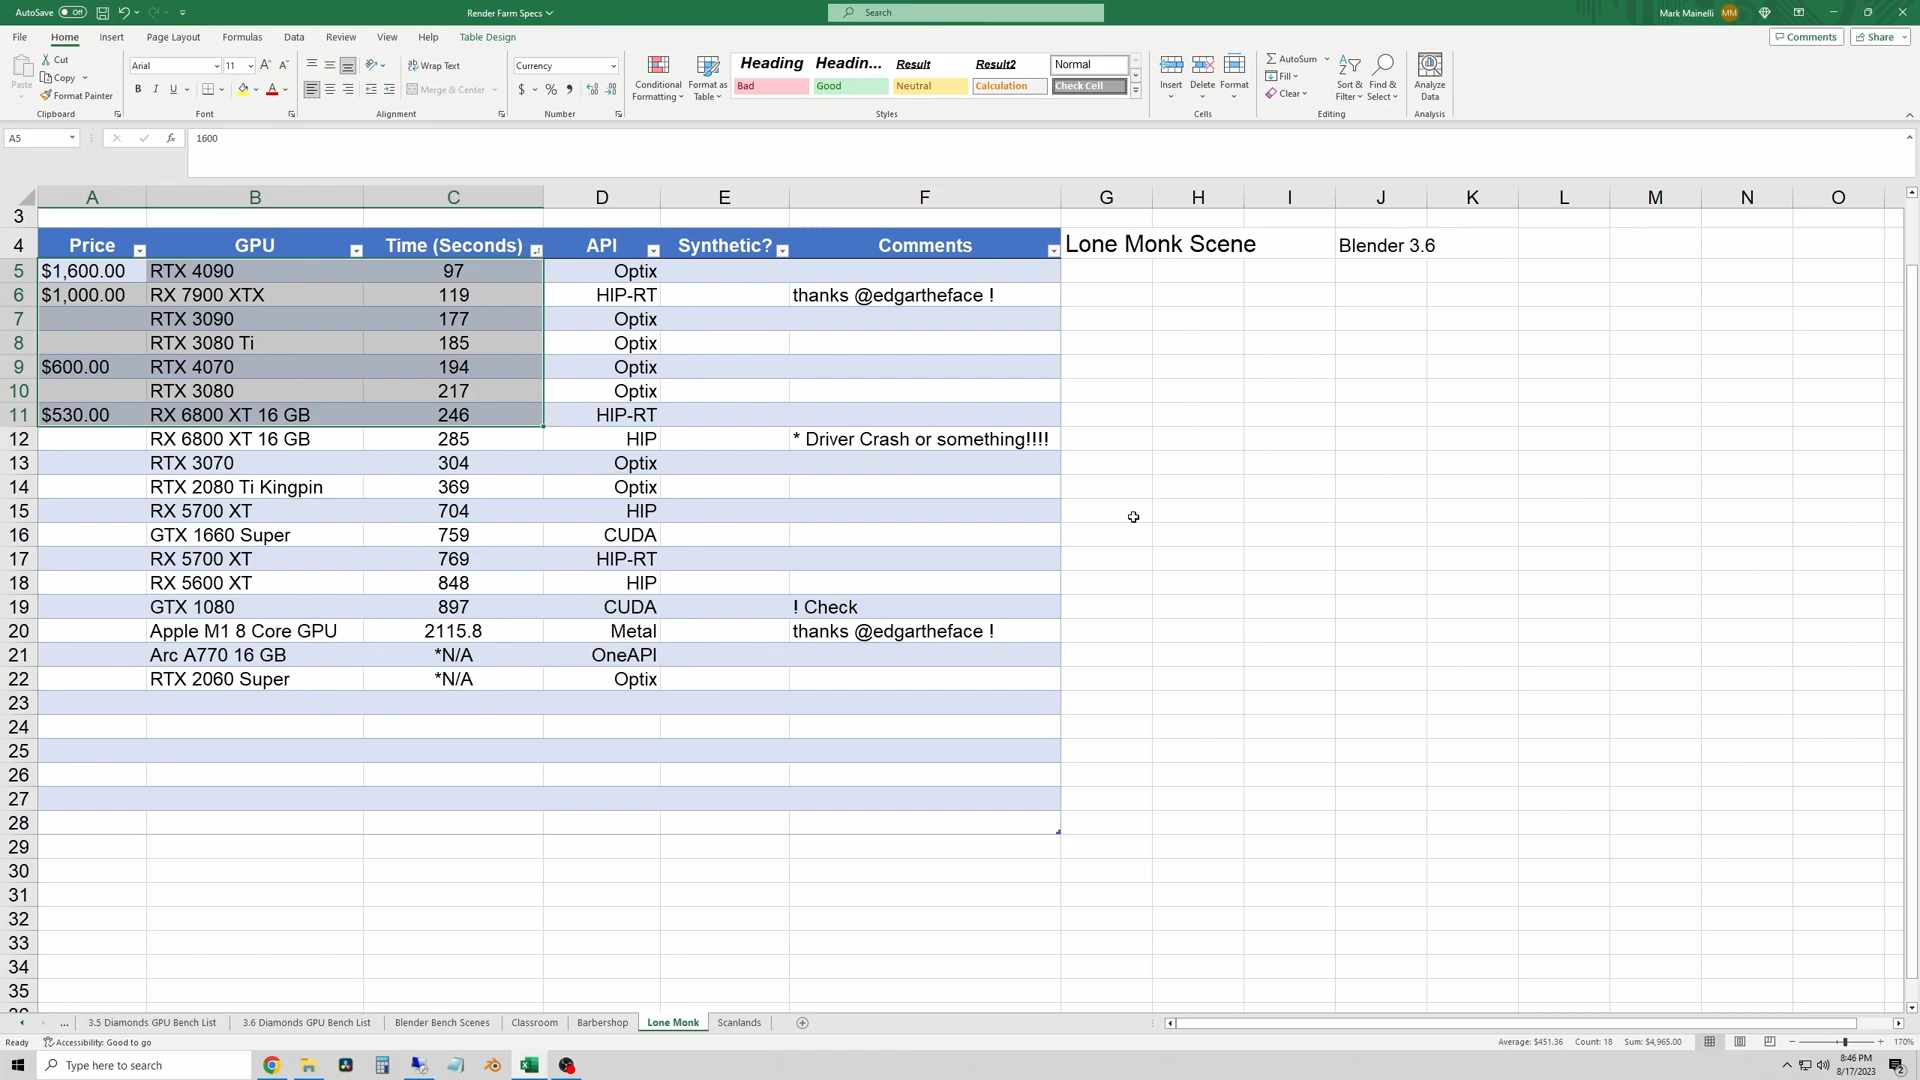 AutoSave Off Render Farm Specs Search Mark Mainelli MM
File Home Insert Page Layout Formulas Data Review View Help Table Design Comments Share
Paste Cut Copy Format Painter Clipboard
Arial 11 B I U Font
Wrap Text Merge & Center Alignment
Currency $ % Number
Conditional Formatting Format as Table
Heading Headin... Result Result2 Normal
Bad Good Neutral Calculation Check Cell
Styles
Insert Delete Format Cells
AutoSum Fill Clear Sort & Filter Find & Select Editing
Analyze Data Analysis
A5 fx 1600
A B C D E F G H I J K L M N O
3
4 Price GPU Time (Seconds) API Synthetic? Comments Lone Monk Scene Blender 3.6
5 $1,600.00 RTX 4090 97 Optix
6 $1,000.00 RX 7900 XTX 119 HIP-RT thanks @edgartheface !
7 RTX 3090 177 Optix
8 RTX 3080 Ti 185 Optix
9 $600.00 RTX 4070 194 Optix
10 RTX 3080 217 Optix
11 $530.00 RX 6800 XT 16 GB 246 HIP-RT
12 RX 6800 XT 16 GB 285 HIP * Driver Crash or something!!!!
13 RTX 3070 304 Optix
14 RTX 2080 Ti Kingpin 369 Optix
15 RX 5700 XT 704 HIP
16 GTX 1660 Super 759 CUDA
17 RX 5700 XT 769 HIP-RT
18 RX 5600 XT 848 HIP
19 GTX 1080 897 CUDA ! Check
20 Apple M1 8 Core GPU 2115.8 Metal thanks @edgartheface !
21 Arc A770 16 GB *N/A OneAPI
22 RTX 2060 Super *N/A Optix
23
24
25
26
27
28
29
30
31
32
33
34
35
... 3.5 Diamonds GPU Bench List 3.6 Diamonds GPU Bench List Blender Bench Scenes Classroom Barbershop Lone Monk Scanlands
Ready Accessibility: Good to go Average: $451.36 Count: 18 Sum: $4,965.00 170%
Type here to search 8:46 PM
8/17/2023 2